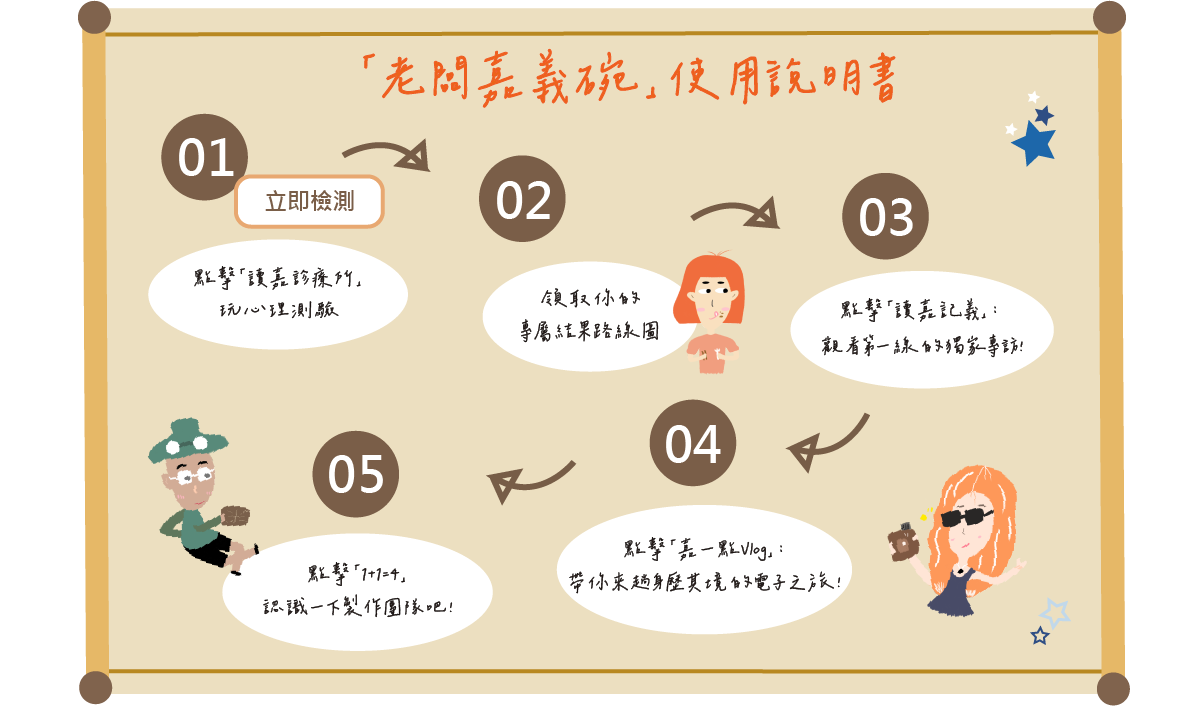 「老闆嘉義碗」使用說明書
01
立即檢測
點擊「讀嘉診療所」
玩心理測驗
02
領取你的
專屬結果路線圖
03
點擊「讀嘉記義」：
觀看第一線的獨家專訪！
04
點擊「嘉一點Vlog」：
帶你來趟身歷其境的電子之旅！
05
點擊「1+1=4」
認識一下製作團隊吧！